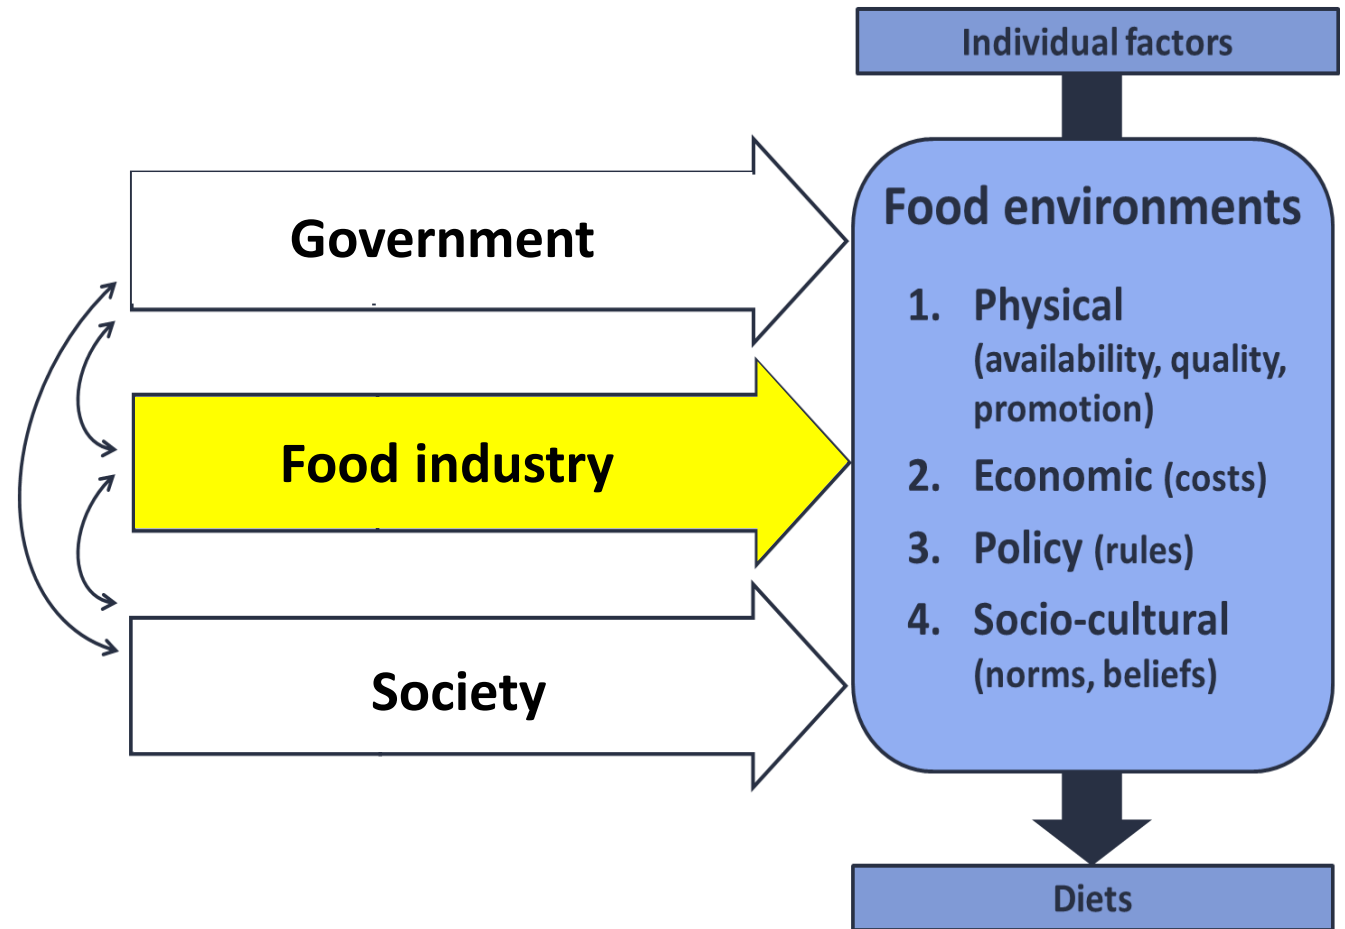 Individual factors
Government
Food industry
Society
Food environments
1. Physical
(availability, quality,
promotion)
2. Economic (costs)
3. Policy (rules)
4. Socio-cultural
(norms, beliefs)
Diets